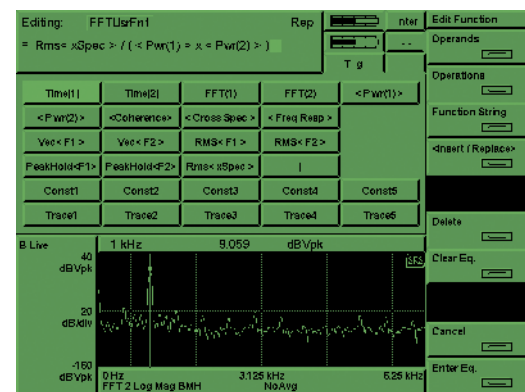 Editing: FFTUsrFn1 Rep nter
= Rms< xSpec > / ( < Pwr(1) > x < Pwr(2) > )
Edit Function
Operands
Operations
Function String
<Insert / Replace>
Delete
Clear Eq.
Cancel
Enter Eq.
Time(1) Time(2) FFT(1) FFT(2) <Pwr(1)>
<Pwr(2)> <Coherence> <Cross Spec> <Freq Resp>
Vec<F1> Vec<F2> RMS<F1> RMS<F2>
PeakHold<F1> PeakHold<F2> Rms< xSpec >
Const1 Const2 Const3 Const4 Const5
Trace1 Trace2 Trace3 Trace4 Trace5
B Live 1 kHz 9.059 dBVpk
40
dBVpk
SRS
20
dB/div
-160
dBVpk
0 Hz 3.125 kHz 6.25 kHz
FFT 2 Log Mag BMH NoAvg